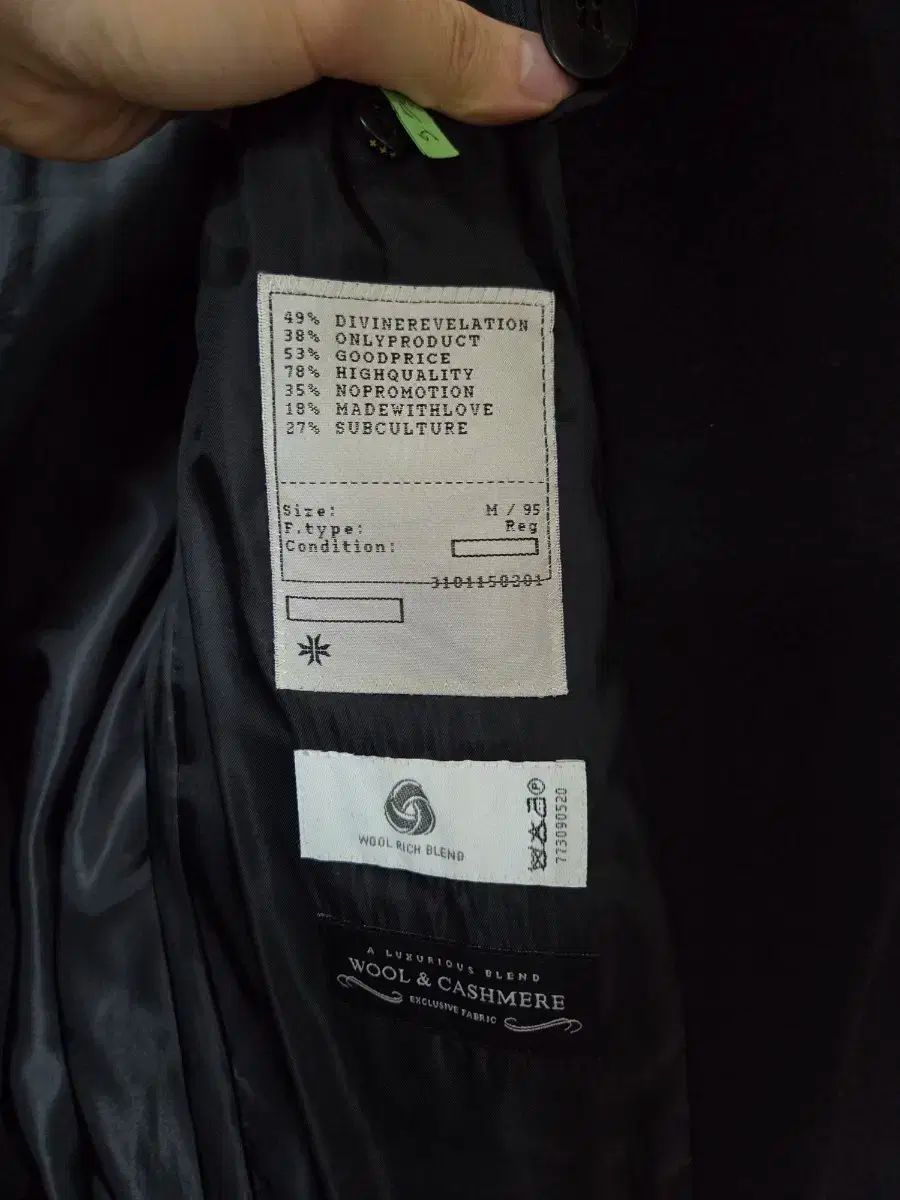 49% DIVINEREVELATION
38% ONLYPRODUCT
53% GOODPRICE
78% HIGHQUALITY
35% NOPROMOTION
18% MADEWITHLOVE
27% SUBCULTURE
Size: M / 95
F.type: Reg
Condition:
3101150201
WOOL RICH BLEND
773090520
A LUXURIOUS BLEND
WOOL & CASHMERE
EXCLUSIVE FABRIC